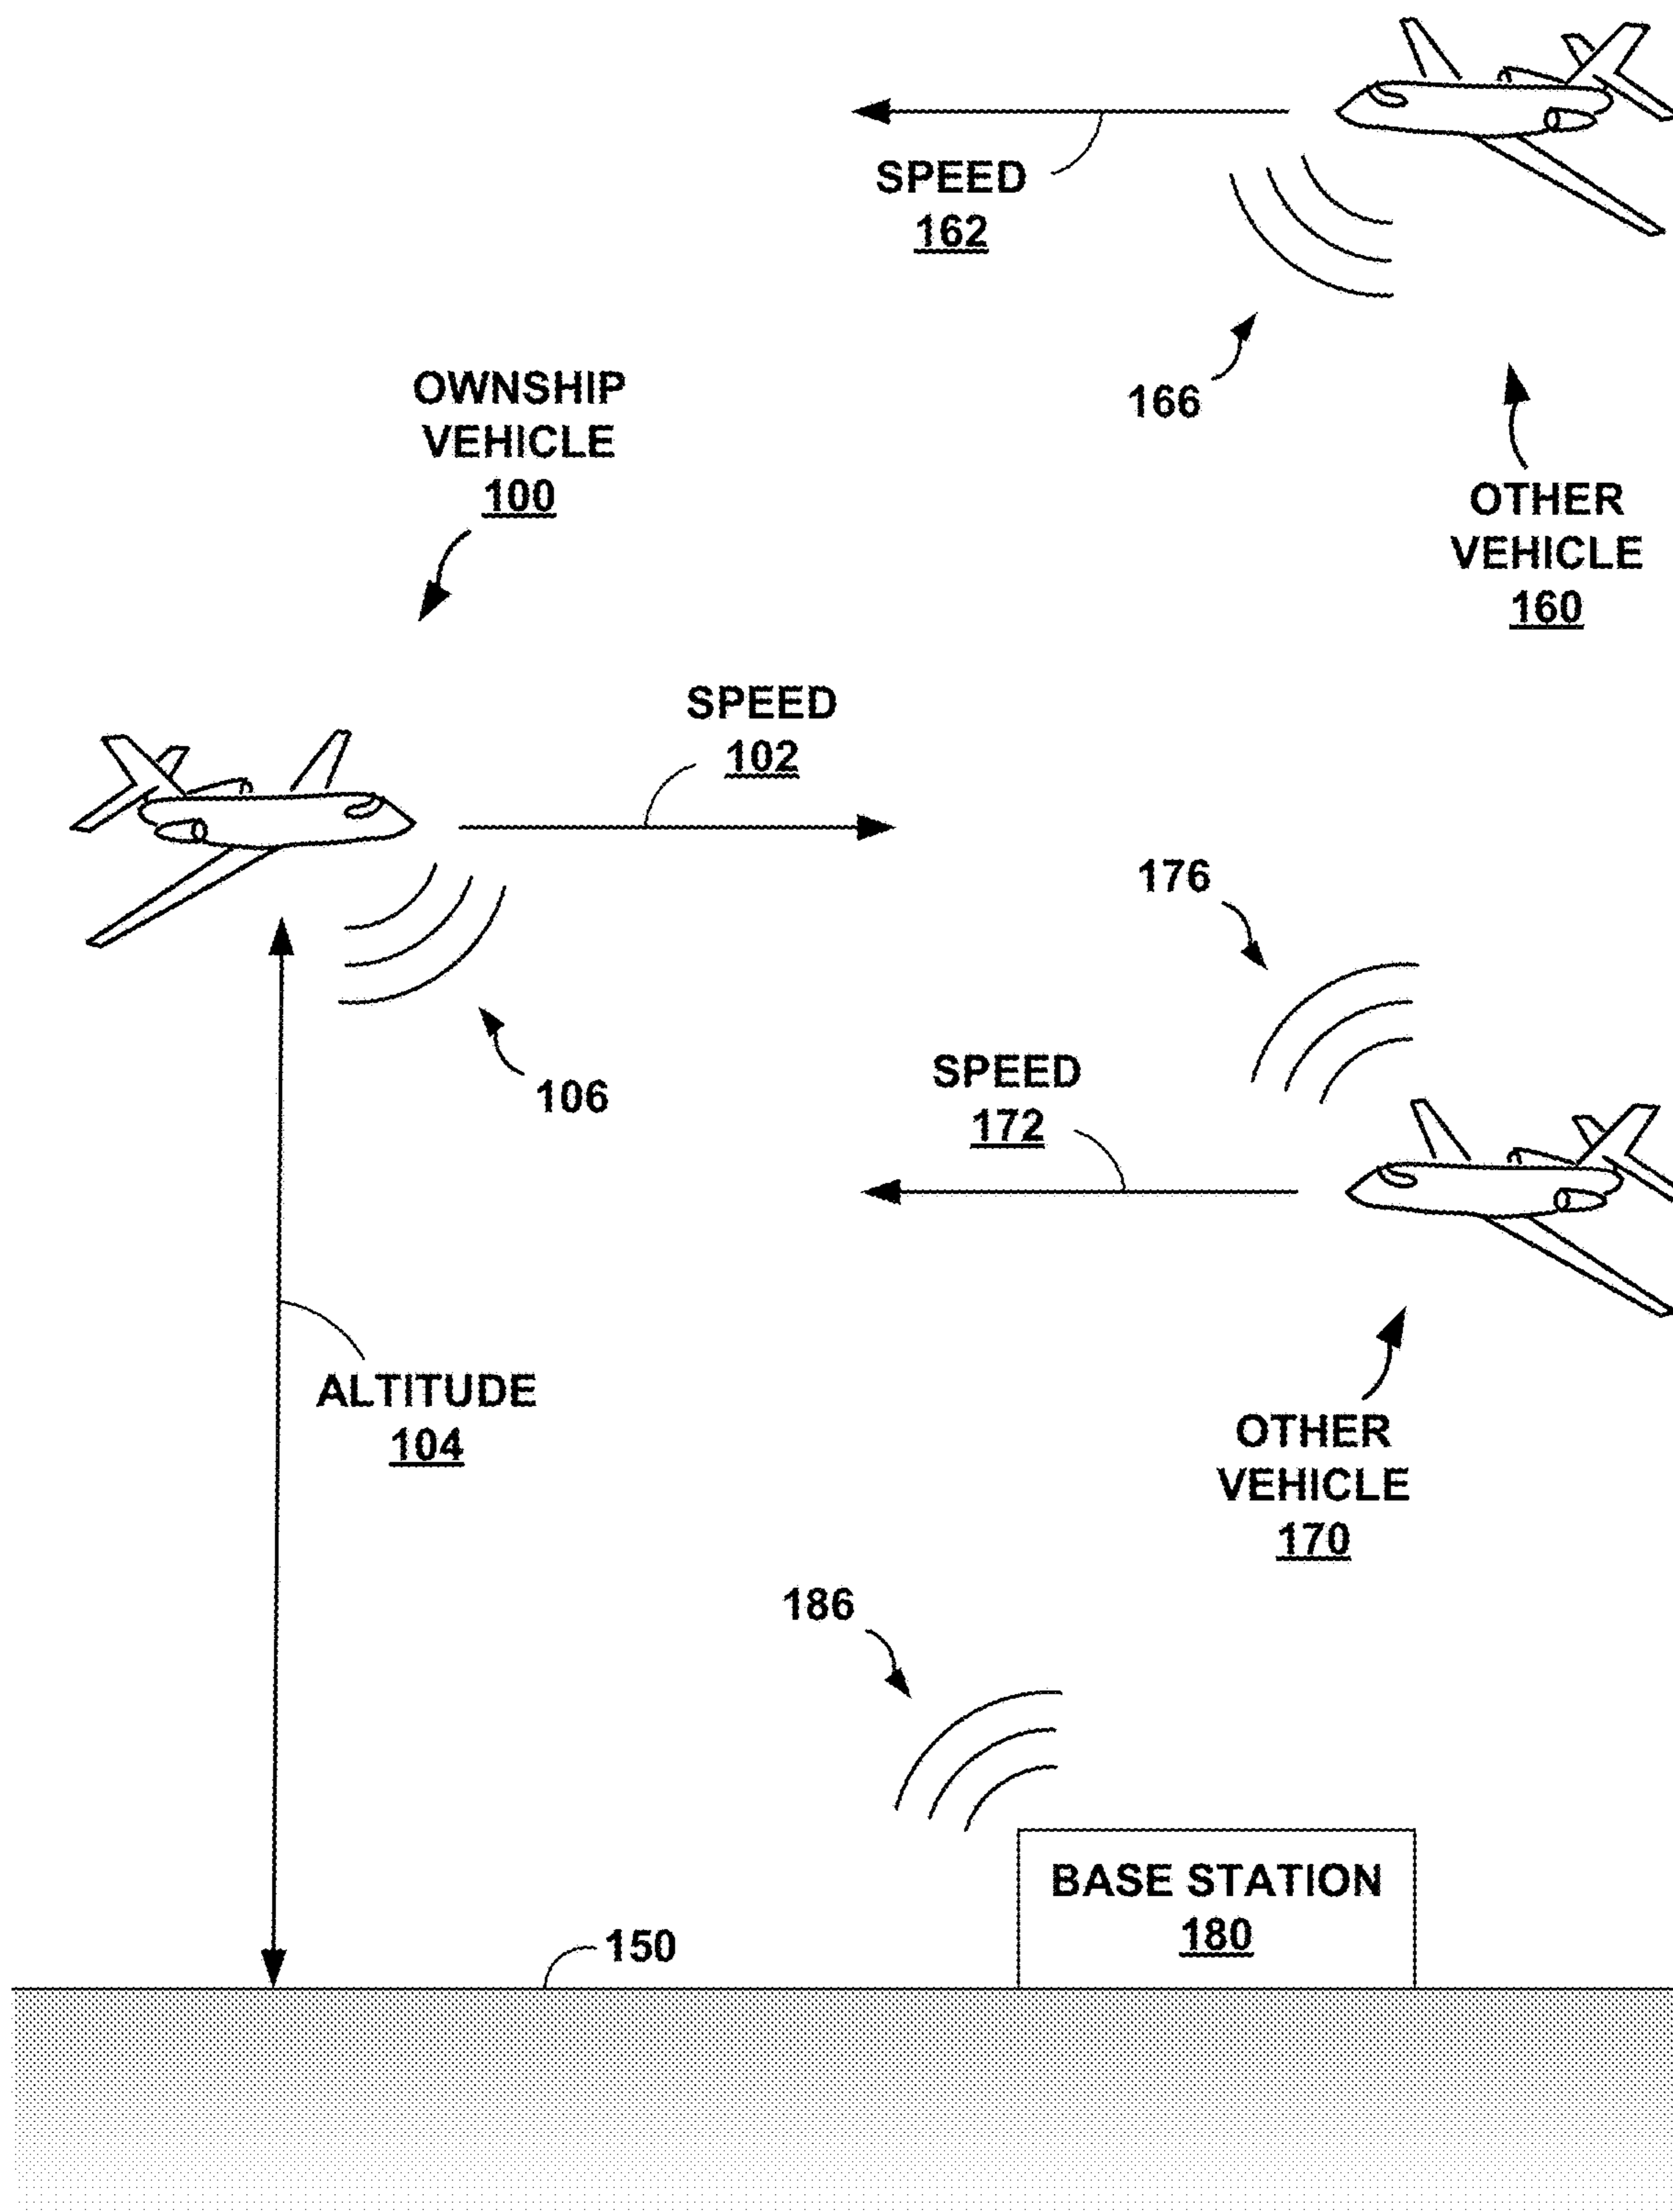 SPEED
162
166
OTHER
VEHICLE
160
OWNSHIP
VEHICLE
100
SPEED
102
176
106
SPEED
172
ALTITUDE
104
OTHER
VEHICLE
170
186
BASE STATION
180
150